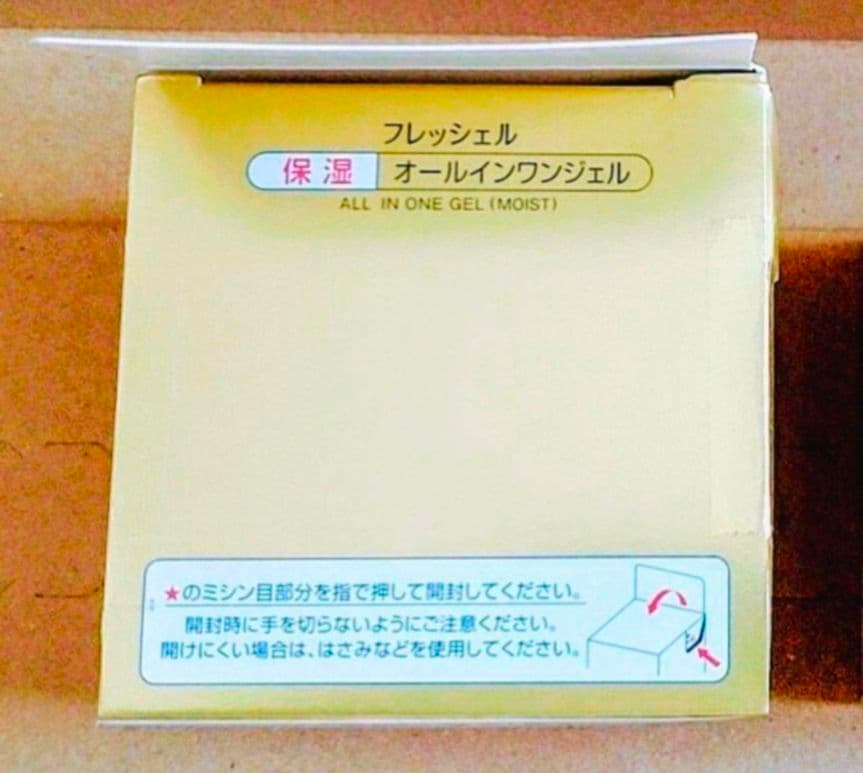 フレッシェル
保湿 オールインワンジェル
ALL IN ONE GEL (MOIST)
★のミシン目部分を指で押して開封してください。
開封時に手を切らないようにご注意ください。
開けにくい場合は、はさみなどを使用してください。